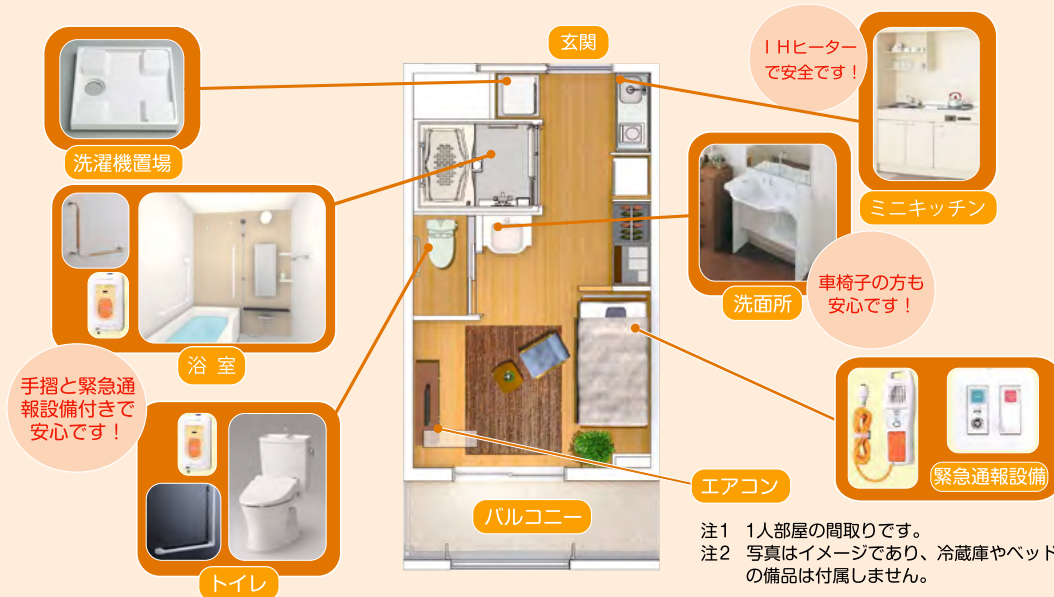 玄関
IHヒーター
で安全です！
洗濯機置場
ミニキッチン
洗面所
車椅子の方も
安心です！
浴 室
手摺と緊急通
報設備付きで
安心です！
緊急通報設備
エアコン
バルコニー
トイレ
注1 1人部屋の間取りです。
注2 写真はイメージであり、冷蔵庫やベッド
の備品は付属しません。